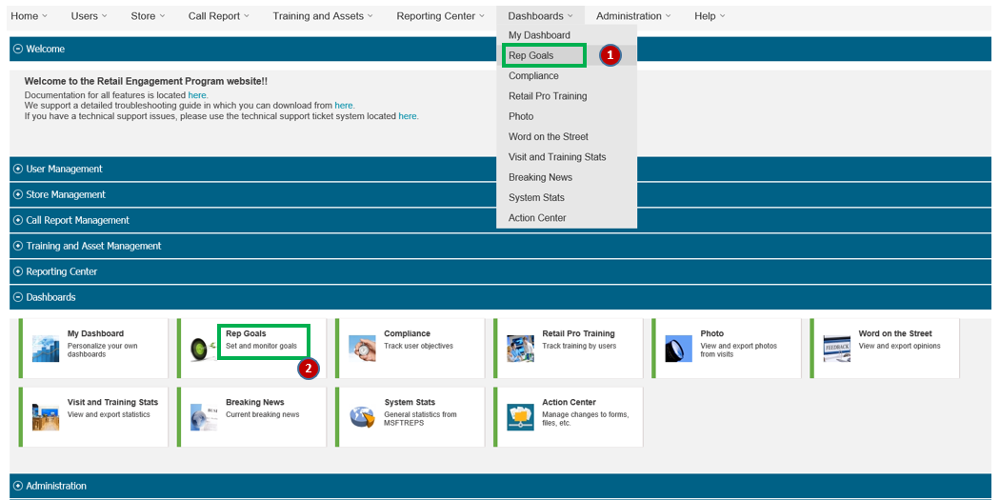 Home Users Store Call Report Training and Assets Reporting Center Dashboards Administration Help
My Dashboard
Rep Goals
1
Compliance
Retail Pro Training
Photo
Word on the Street
Visit and Training Stats
Breaking News
System Stats
Action Center
Welcome
Welcome to the Retail Engagement Program website!!
Documentation for all features is located here.
We support a detailed troubleshooting guide in which you can download from here.
If you have a technical support issues, please use the technical support ticket system located here.
User Management
Store Management
Call Report Management
Training and Asset Management
Reporting Center
Dashboards
My Dashboard
Personalize your own
dashboards
Rep Goals
Set and monitor goals
2
Compliance
Track user objectives
Retail Pro Training
Track training by users
Photo
View and export photos
from visits
FEEDBACK
Word on the Street
View and export opinions
Visit and Training Stats
View and export statistics
Breaking News
Current breaking news
System Stats
General statistics from
MSFTREPS
Action Center
Manage changes to forms,
files, etc.
Administration